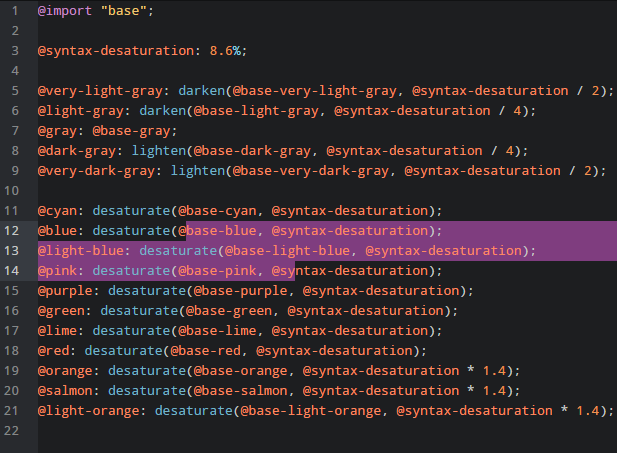 1 @import "base";
2
3 @syntax-desaturation: 8.6%;
4
5 @very-light-gray: darken(@base-very-light-gray, @syntax-desaturation / 2);
6 @light-gray: darken(@base-light-gray, @syntax-desaturation / 4);
7 @gray: @base-gray;
8 @dark-gray: lighten(@base-dark-gray, @syntax-desaturation / 4);
9 @very-dark-gray: lighten(@base-very-dark-gray, @syntax-desaturation / 2);
10
11 @cyan: desaturate(@base-cyan, @syntax-desaturation);
12 @blue: desaturate(@base-blue, @syntax-desaturation);
13 @light-blue: desaturate(@base-light-blue, @syntax-desaturation);
14 @pink: desaturate(@base-pink, @syntax-desaturation);
15 @purple: desaturate(@base-purple, @syntax-desaturation);
16 @green: desaturate(@base-green, @syntax-desaturation);
17 @lime: desaturate(@base-lime, @syntax-desaturation);
18 @red: desaturate(@base-red, @syntax-desaturation);
19 @orange: desaturate(@base-orange, @syntax-desaturation * 1.4);
20 @salmon: desaturate(@base-salmon, @syntax-desaturation * 1.4);
21 @light-orange: desaturate(@base-light-orange, @syntax-desaturation * 1.4);
22